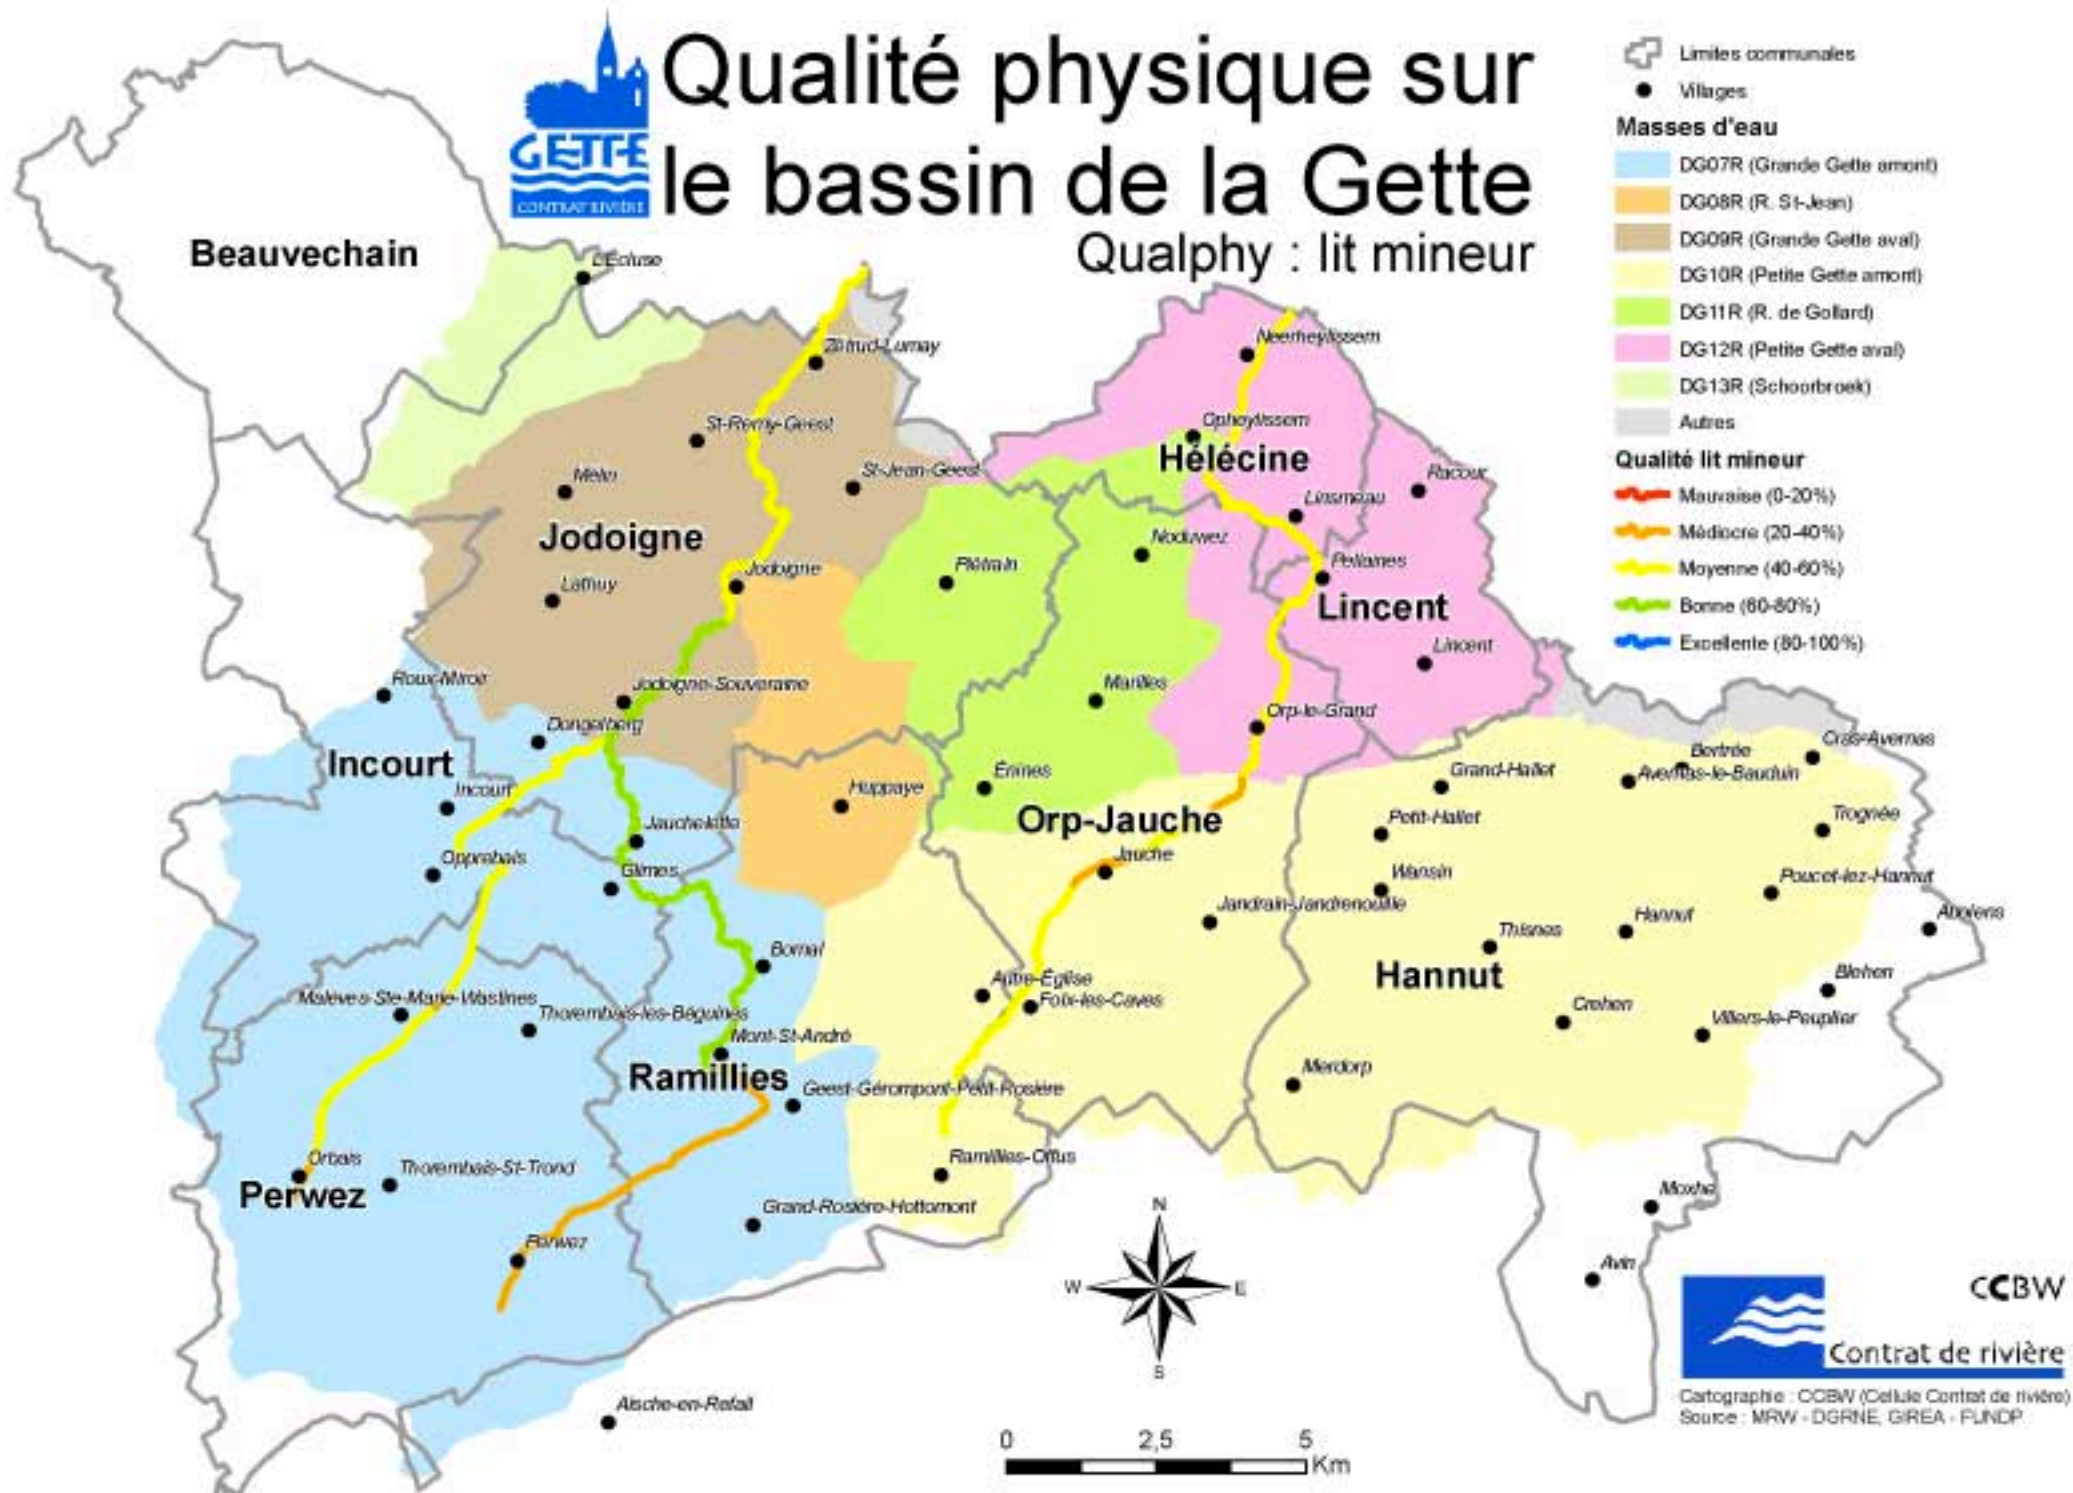 Qualité physique sur
le bassin de la Gette
Qualphy : lit mineur
GETTE
CONTRAT RIVIÈRE
Limites communales
Villages
Masses d'eau
DG07R (Grande Gette amont)
DG08R (R. St-Jean)
DG09R (Grande Gette aval)
DG10R (Petite Gette amont)
DG11R (R. de Gollard)
DG12R (Petite Gette aval)
DG13R (Schoorbroek)
Autres
Qualité lit mineur
Mauvaise (0-20%)
Médiocre (20-40%)
Moyenne (40-60%)
Bonne (60-80%)
Excellente (80-100%)
Beauvechain
L'Ecluse
Zétrud-Lumay
Neerheylissem
St-Remy-Geest
Opheylissem
Hélécine
Mélin
St-Jean-Geest
Racour
Linsmeau
Jodoigne
Noduwez
Piétrain
Jodoigne
Pellaines
Lathuy
Lincent
Lincent
Roux-Miroir
Jodoigne-Souveraine
Marilles
Orp-le-Grand
Dongelberg
Incourt
Énines
Grand-Hallet
Bertrée
Cras-Avernas
Avernas-le-Bauduin
Incourt
Huppaye
Orp-Jauche
Petit-Hallet
Trognée
Jauchelette
Jauche
Opprebais
Glimes
Wansin
Poucet-lez-Hannut
Jandrain-Jandrenouille
Hannut
Abolens
Thisnes
Bomal
Hannut
Blehen
Autre-Église
Folx-les-Caves
Malèves-Ste-Marie-Wastines
Thorembais-les-Béguines
Crehen
Villers-le-Peuplier
Mont-St-André
Ramillies
Merdorp
Geest-Gérompont-Petit-Rosière
Orbais
Thorembais-St-Trond
Ramillies-Offus
Perwez
Grand-Rosière-Hottomont
Moxhe
Perwez
Avin
Aische-en-Refail
N
W
E
S
0 2,5 5
Km
CCBW
Contrat de rivière
Cartographie : CCBW (Cellule Contrat de rivière)
Source : MRW - DGRNE, GIREA - FUNDP